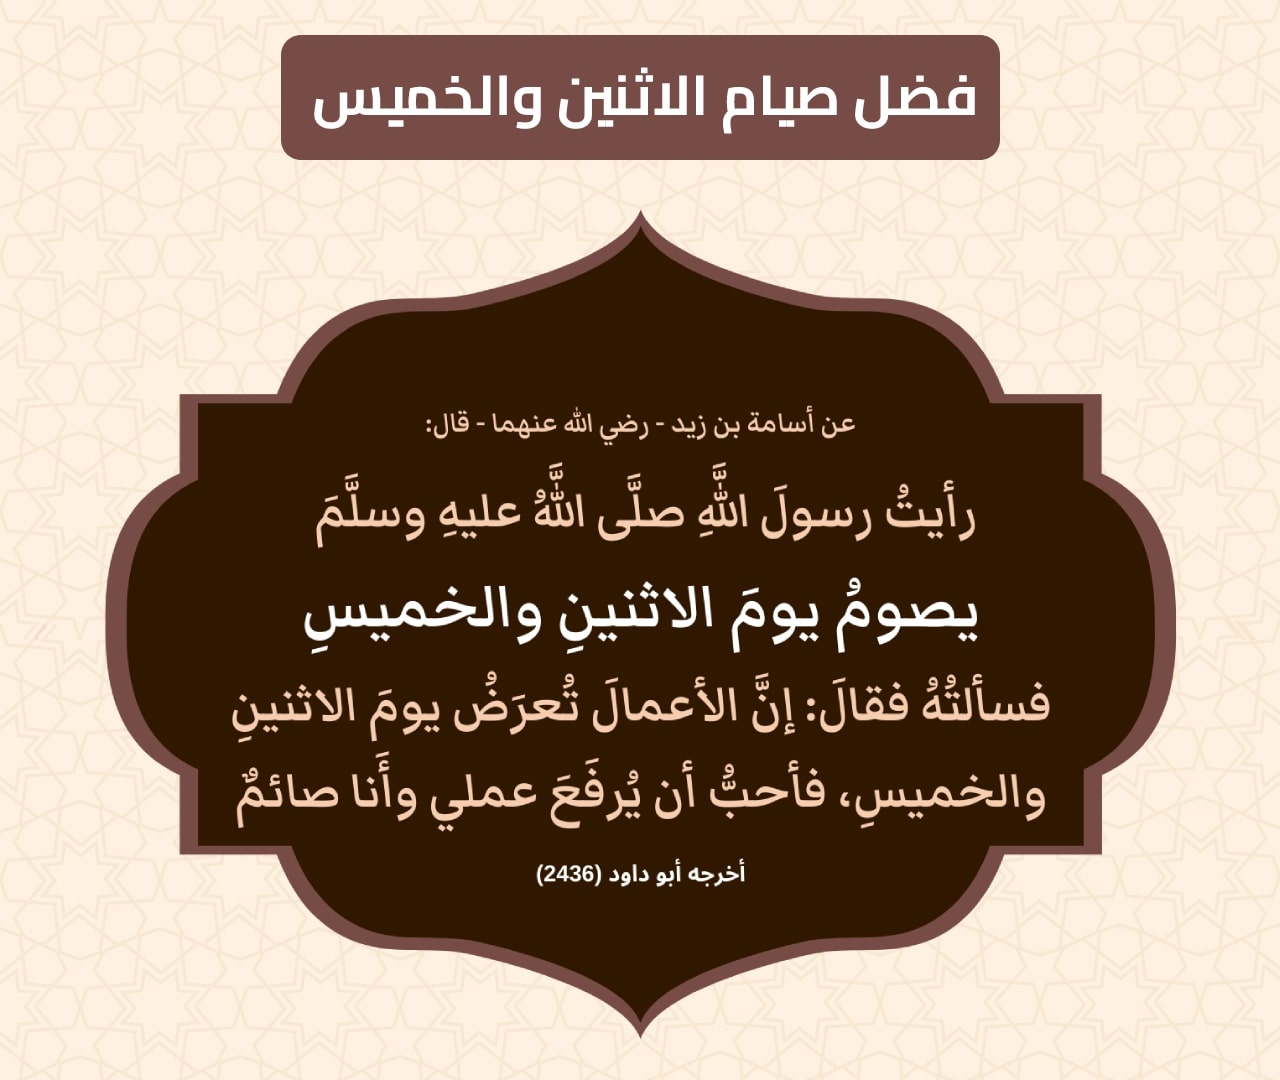 فضل صيام الاثنين والخميس
عن أسامة بن زيد - رضي الله عنهما - قال:
رأيتُ رسولَ اللَّهِ صلَّى اللَّهُ عليهِ وسلَّمَ
يصومُ يومَ الاثنينِ والخميسِ
فسألتُهُ فقالَ: إنَّ الأعمالَ تُعرَضُ يومَ الاثنينِ
والخميسِ، فأحبُّ أن يُرفَعَ عملي وأَنا صائمٌ
أخرجه أبو داود (2436)